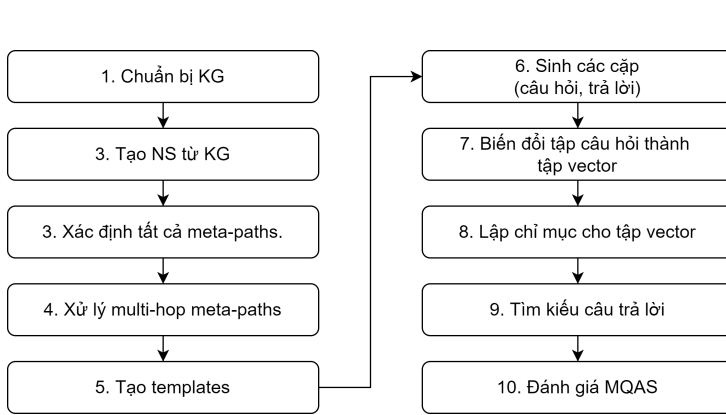 1. Chuẩn bị KG
3. Tạo NS từ KG
3. Xác định tất cả meta-paths.
4. Xử lý multi-hop meta-paths
5. Tạo templates
6. Sinh các cặp
(câu hỏi, trả lời)
7. Biến đổi tập câu hỏi thành
tập vector
8. Lập chỉ mục cho tập vector
9. Tìm kiếu câu trả lời
10. Đánh giá MQAS